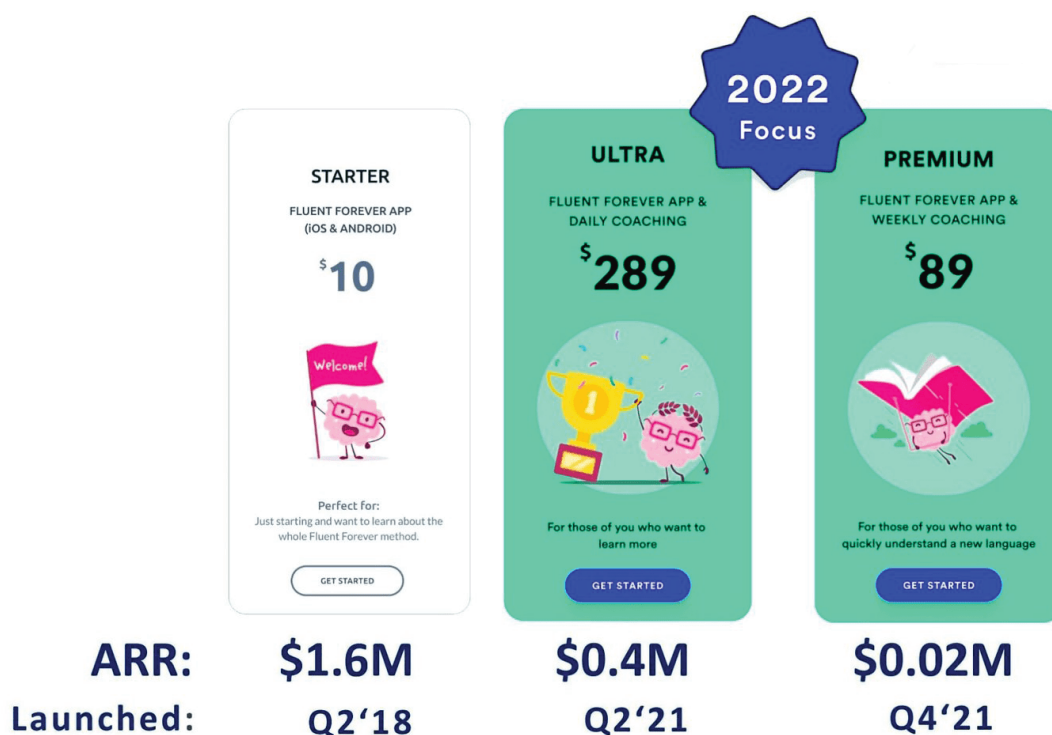 2022
Focus
STARTER
FLUENT FOREVER APP
(iOS & ANDROID)
$10
Welcome!
Perfect for:
Just starting and want to learn about the
whole Fluent Forever method.
GET STARTED
ULTRA
FLUENT FOREVER APP &
DAILY COACHING
$289
1
For those of you who want to
learn more
GET STARTED
PREMIUM
FLUENT FOREVER APP &
WEEKLY COACHING
$89
For those of you who want to
quickly understand a new language
GET STARTED
ARR: $1.6M $0.4M $0.02M
Launched: Q2‘18 Q2‘21 Q4‘21